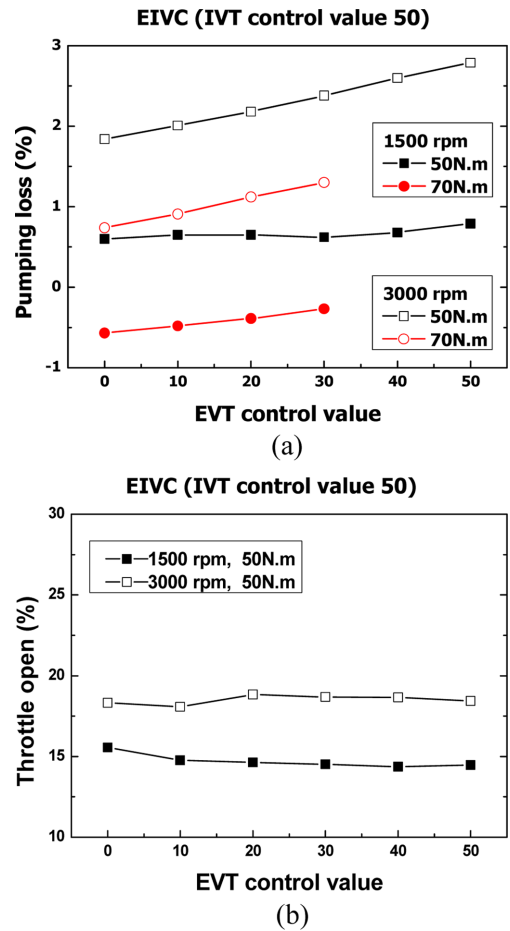 EIVC (IVT control value 50)
3
2
1
0
-1
Pumping loss (%)
1500 rpm
50N.m
70N.m
3000 rpm
50N.m
70N.m
0 10 20 30 40 50
EVT control value
(a)
EIVC (IVT control value 50)
30
25
20
15
10
Throttle open (%)
1500 rpm, 50N.m
3000 rpm, 50N.m
0 10 20 30 40 50
EVT control value
(b)